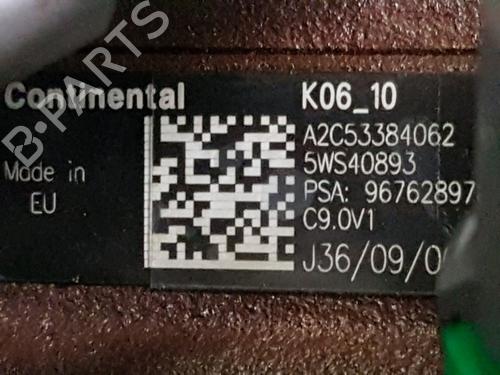 B-PARTS
Continental
Made in
EU
K06_10
A2C53384062
5WS40893
PSA: 96762897
C9.0V1
J36/09/0